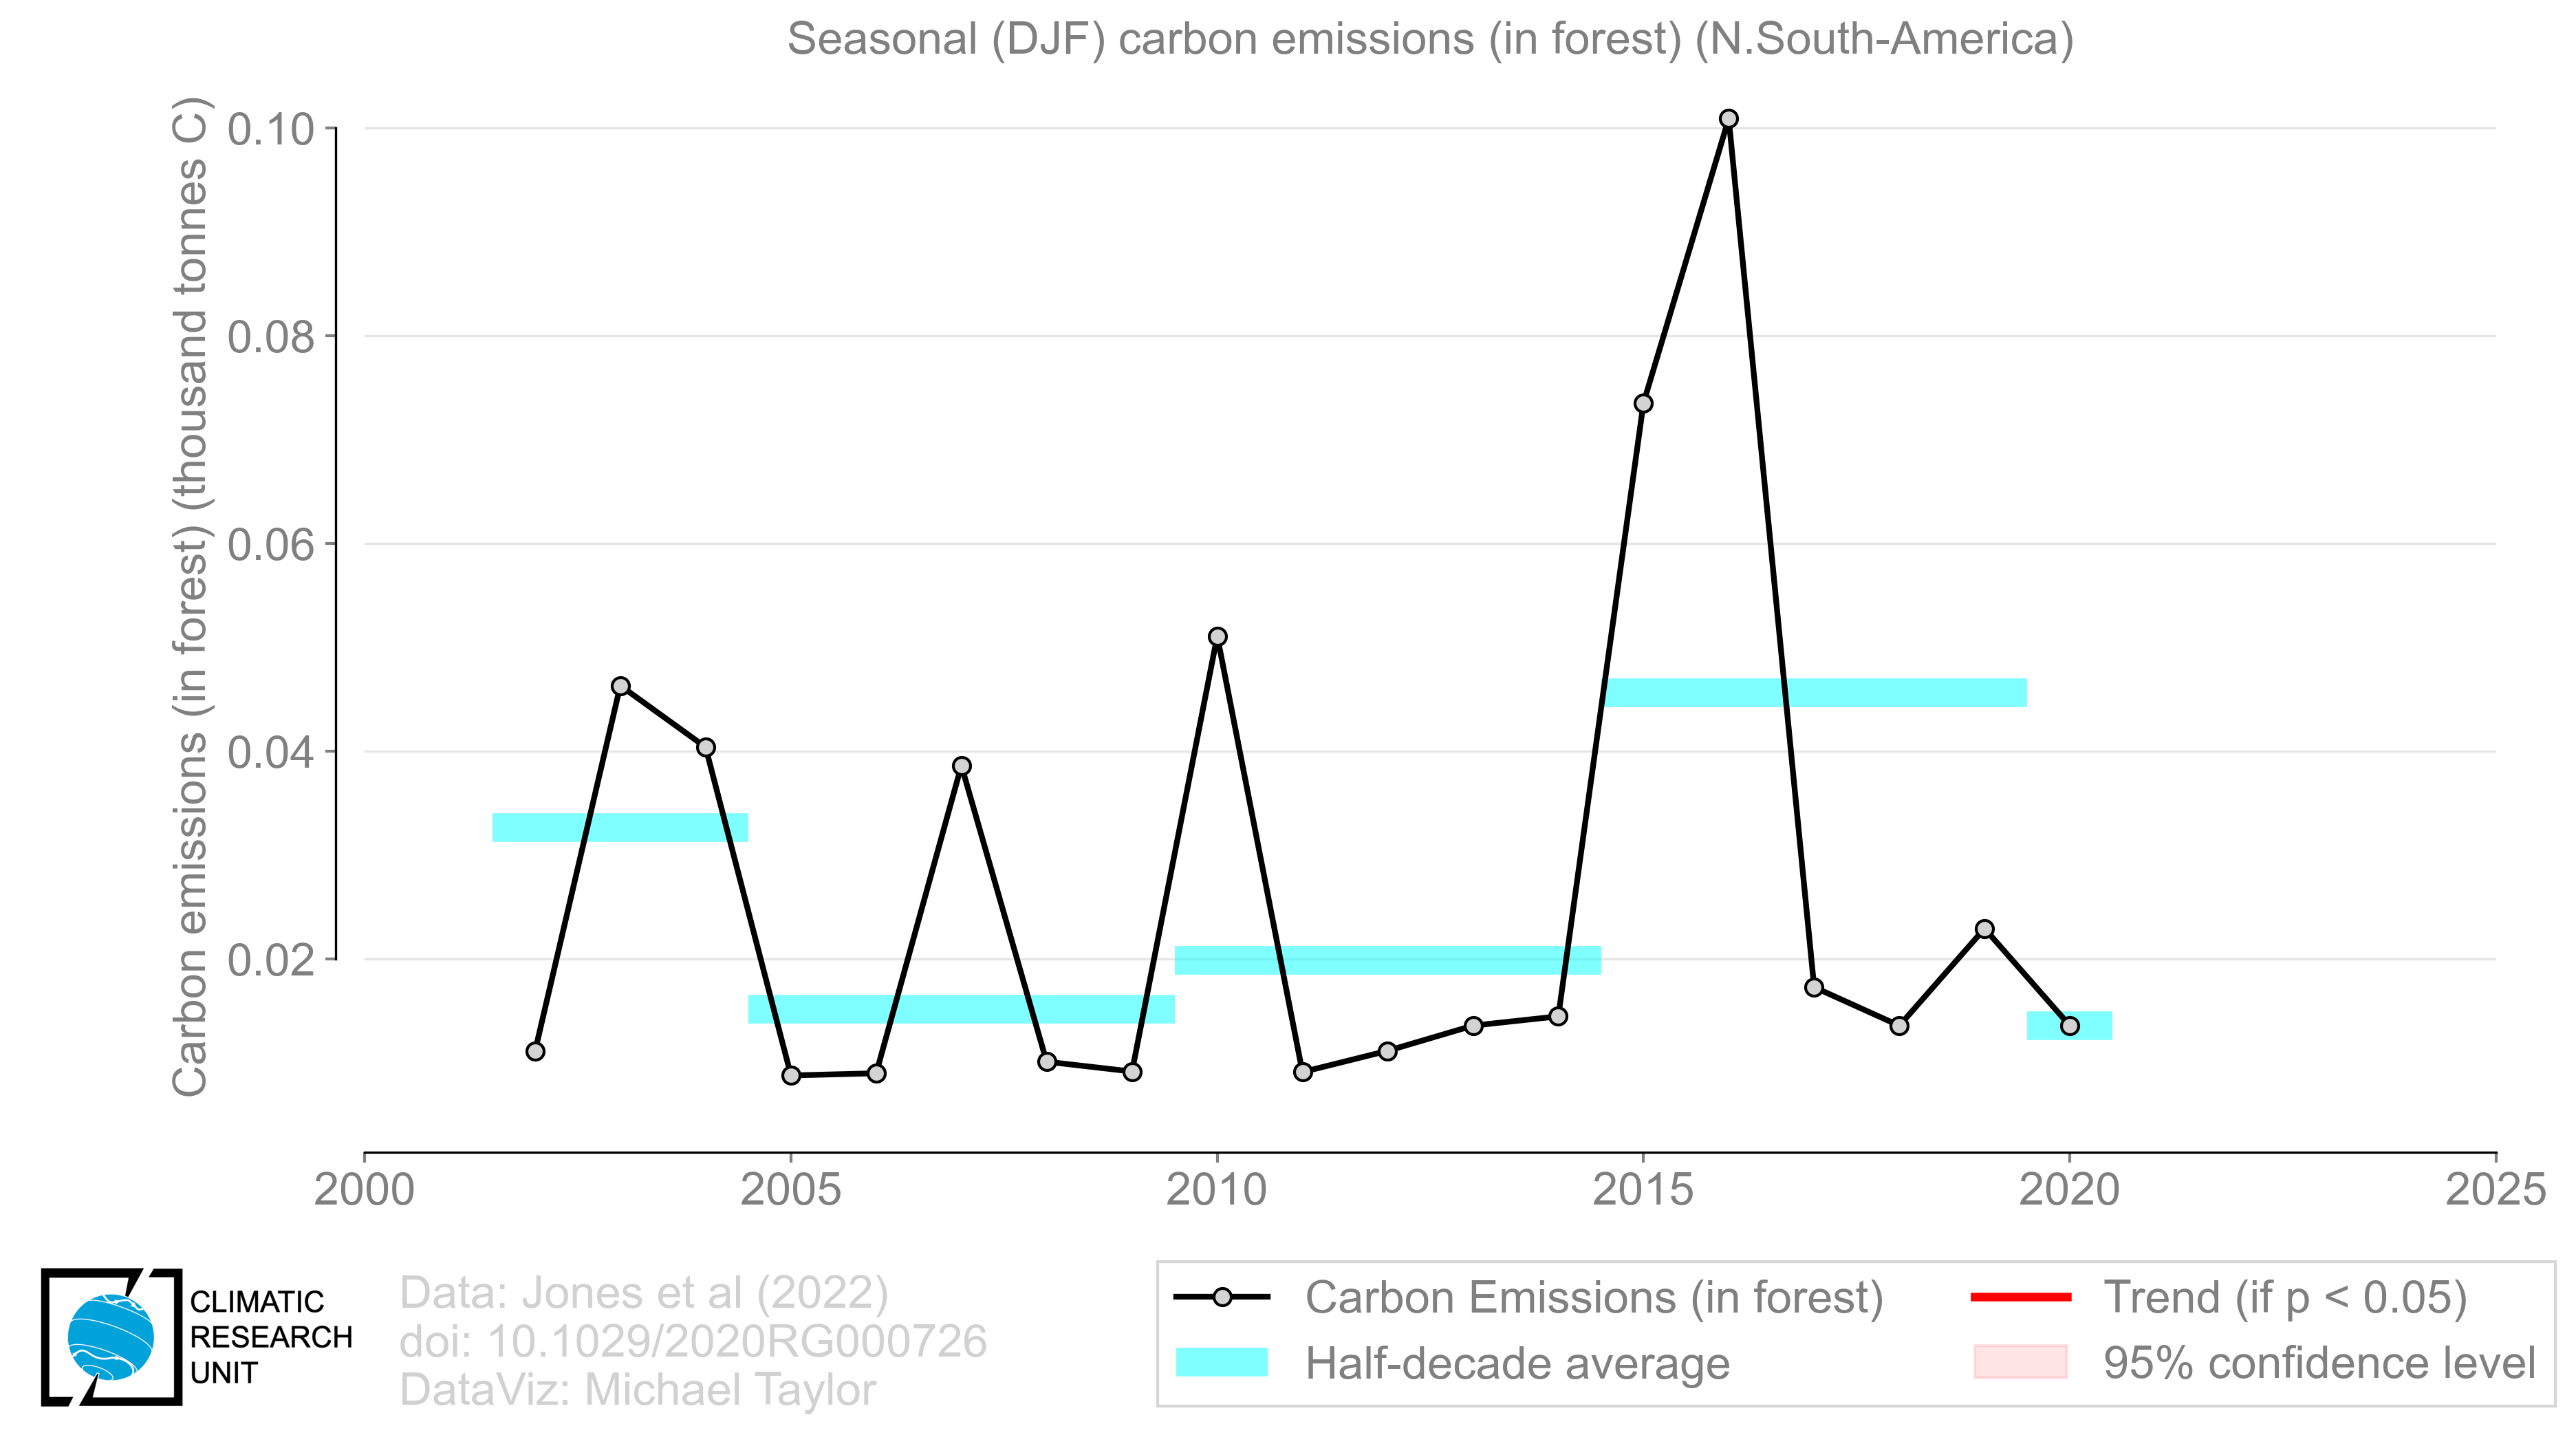 Seasonal (DJF) carbon emissions (in forest) (N.South-America)
Carbon emissions (in forest) (thousand tonnes C)
0.10
0.08
0.06
0.04
0.02
2000
2005
2010
2015
2020
2025
CLIMATIC
RESEARCH
UNIT
Data: Jones et al (2022)
doi: 10.1029/2020RG000726
DataViz: Michael Taylor
Carbon Emissions (in forest)
Half-decade average
Trend (if p < 0.05)
95% confidence level